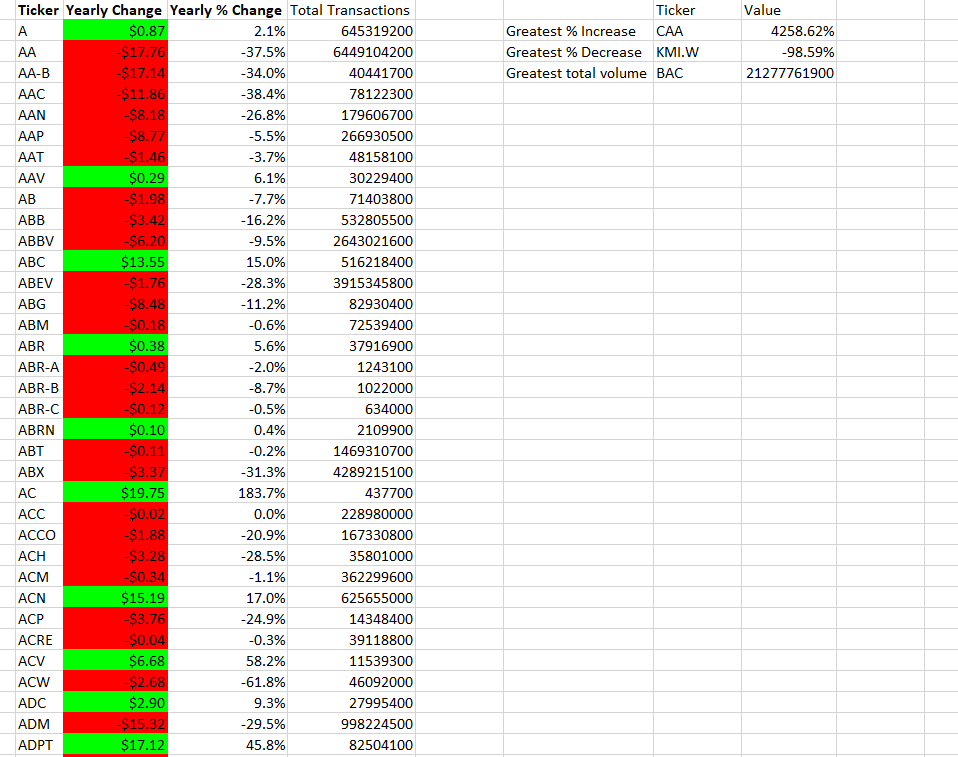 Ticker Yearly Change Yearly % Change Total Transactions Ticker Value
A $0.87 2.1% 645319200 Greatest % Increase CAA 4258.62%
AA -$17.76 -37.5% 6449104200 Greatest % Decrease KMI.W -98.59%
AA-B -$17.14 -34.0% 40441700 Greatest total volume BAC 21277761900
AAC -$11.86 -38.4% 78122300
AAN -$8.18 -26.8% 179606700
AAP -$8.77 -5.5% 266930500
AAT -$1.46 -3.7% 48158100
AAV $0.29 6.1% 30229400
AB -$1.98 -7.7% 71403800
ABB -$3.42 -16.2% 532805500
ABBV -$6.20 -9.5% 2643021600
ABC $13.55 15.0% 516218400
ABEV -$1.76 -28.3% 3915345800
ABG -$8.48 -11.2% 82930400
ABM -$0.18 -0.6% 72539400
ABR $0.38 5.6% 37916900
ABR-A -$0.49 -2.0% 1243100
ABR-B -$2.14 -8.7% 1022000
ABR-C -$0.12 -0.5% 634000
ABRN $0.10 0.4% 2109900
ABT -$0.11 -0.2% 1469310700
ABX -$3.37 -31.3% 4289215100
AC $19.75 183.7% 437700
ACC -$0.02 0.0% 228980000
ACCO -$1.88 -20.9% 167330800
ACH -$3.28 -28.5% 35801000
ACM -$0.34 -1.1% 362299600
ACN $15.19 17.0% 625655000
ACP -$3.76 -24.9% 14348400
ACRE -$0.04 -0.3% 39118800
ACV $6.68 58.2% 11539300
ACW -$2.68 -61.8% 46092000
ADC $2.90 9.3% 27995400
ADM -$15.32 -29.5% 998224500
ADPT $17.12 45.8% 82504100